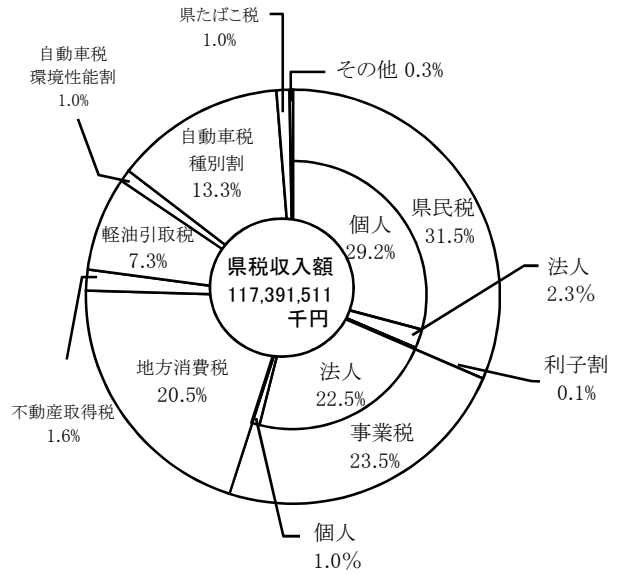 県たばこ税
1.0%
その他 0.3%
自動車税
環境性能割
1.0%
自動車税
種別割
13.3%
県民税
31.5%
個人
29.2%
軽油引取税
7.3%
県税収入額
117,391,511
千円
法人
2.3%
利子割
0.1%
法人
22.5%
地方消費税
20.5%
不動産取得税
1.6%
事業税
23.5%
個人
1.0%